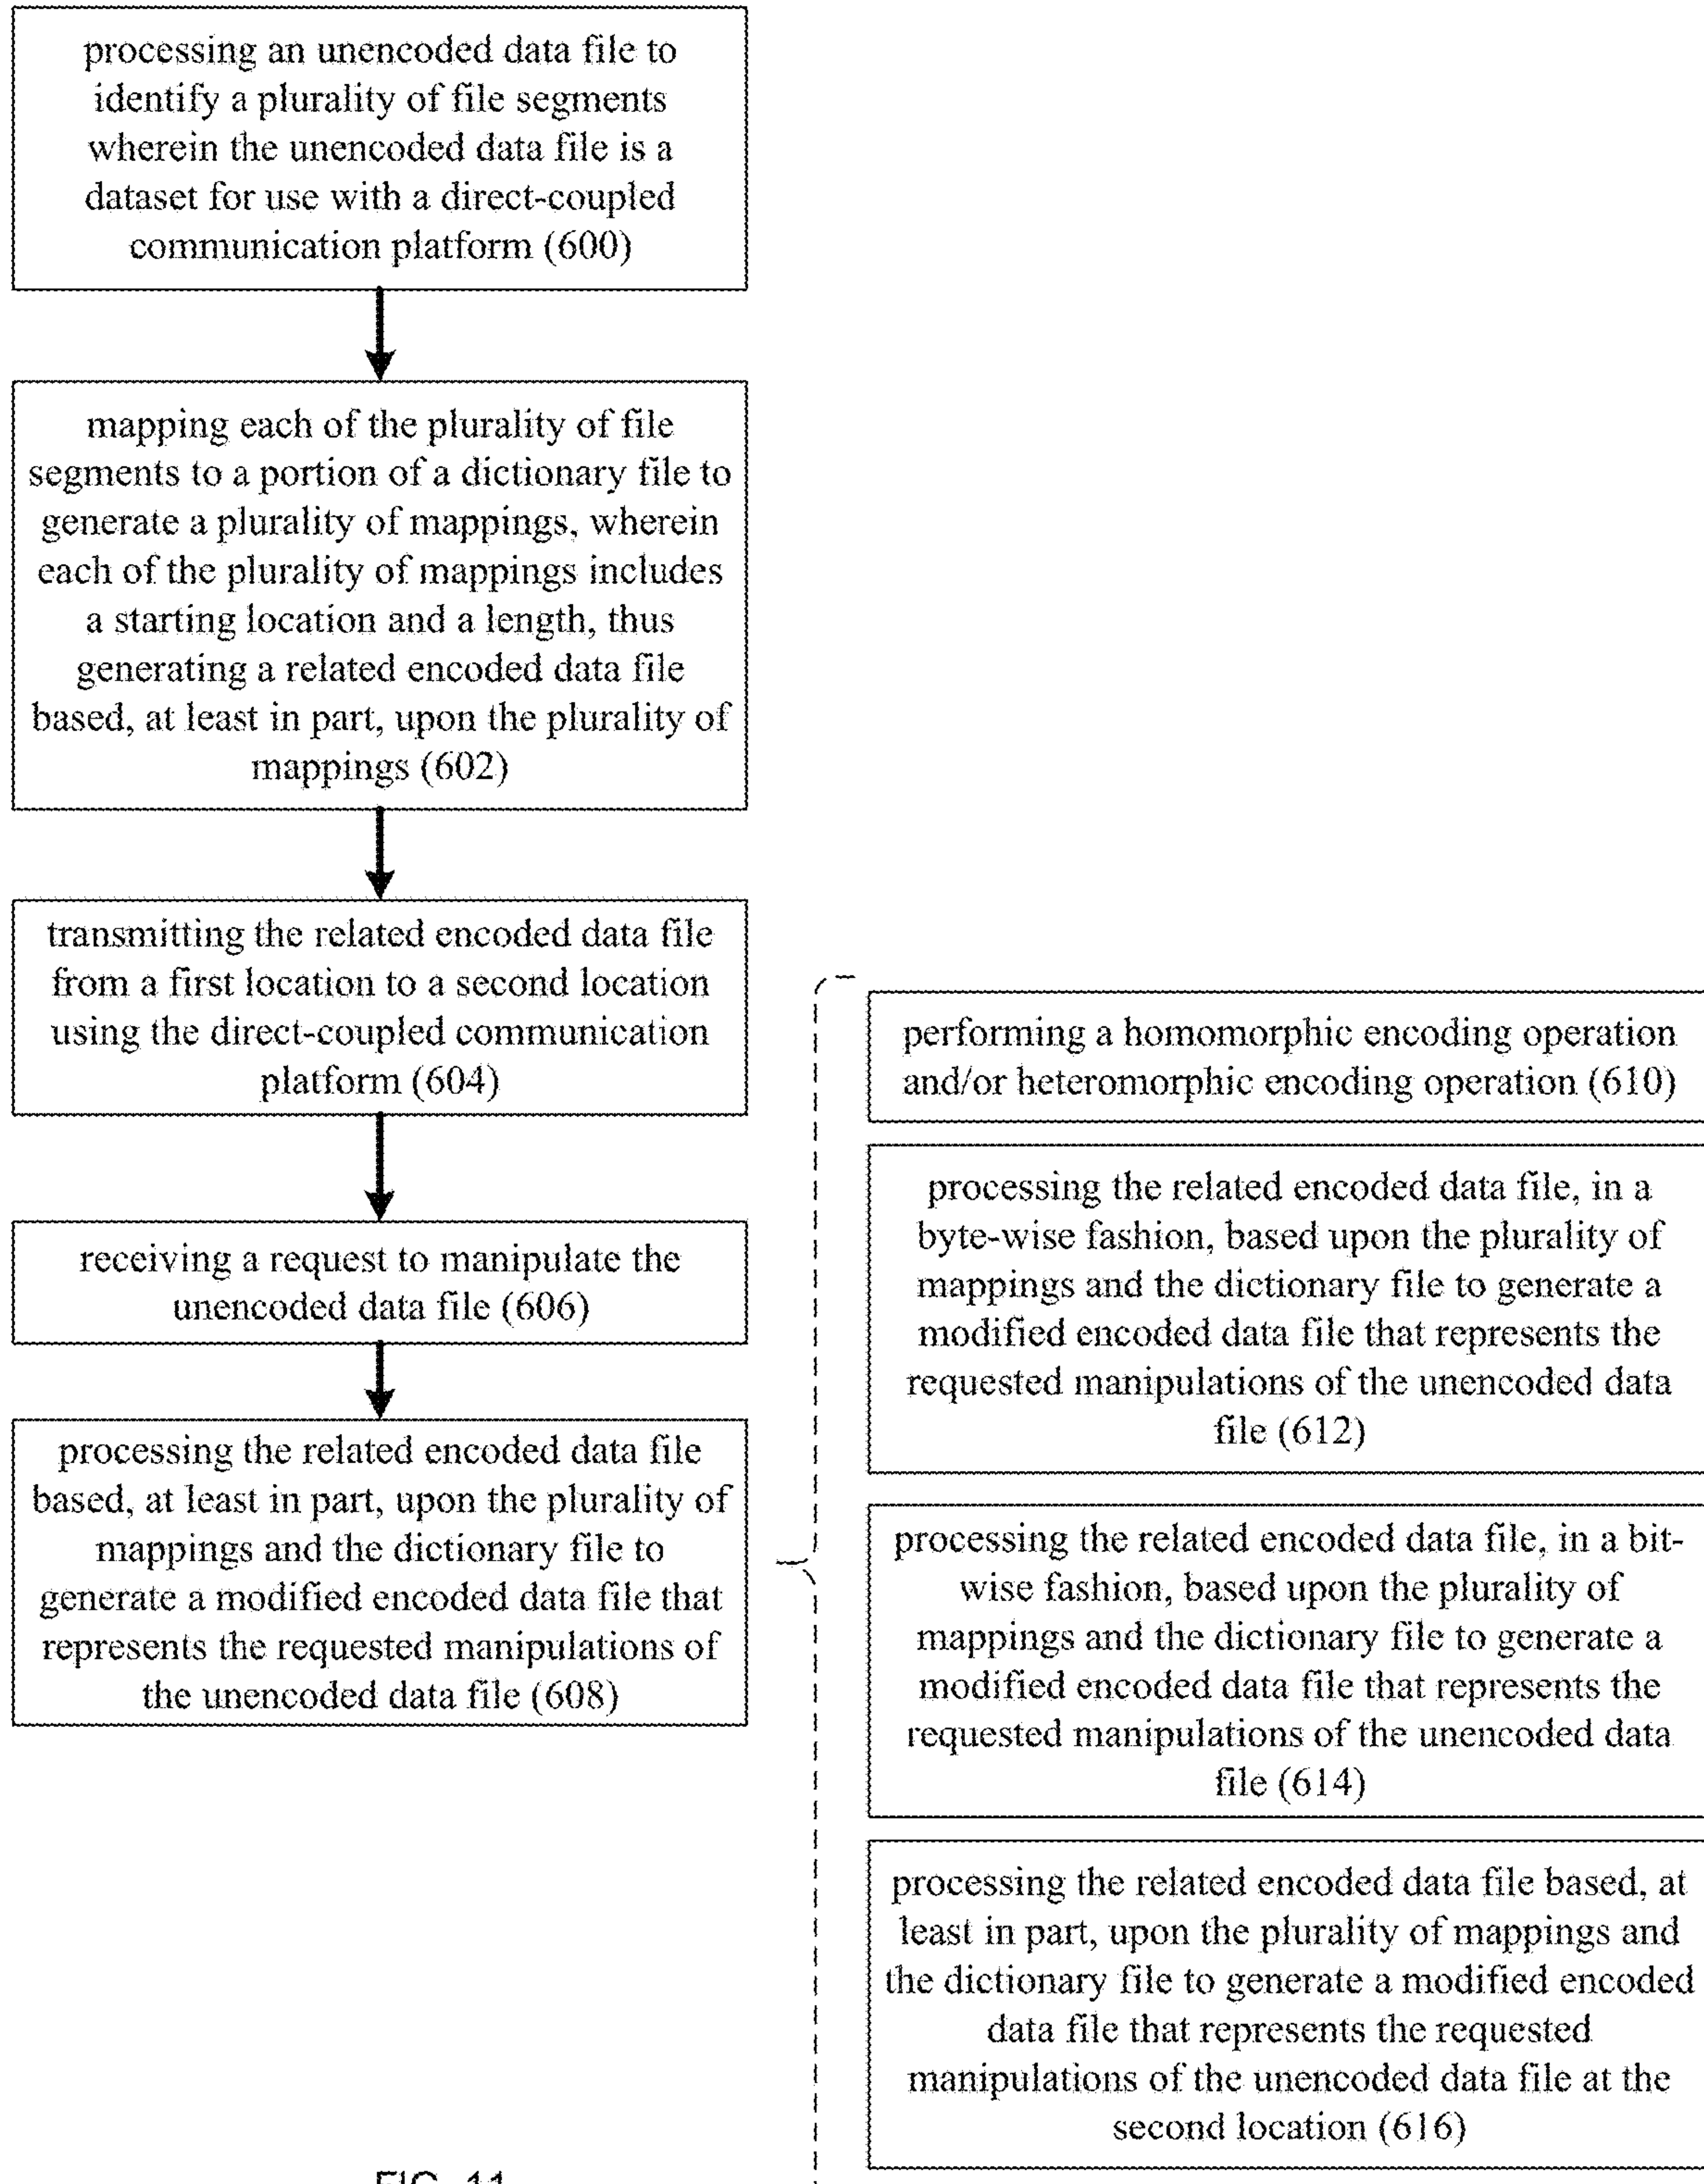 processing an unencoded data file to
identify a plurality of file segments
wherein the unencoded data file is a
dataset for use with a direct-coupled
communication platform (600)
mapping each of the plurality of file
segments to a portion of a dictionary file to
generate a plurality of mappings, wherein
each of the plurality of mappings includes
a starting location and a length, thus
generating a related encoded data file
based, at least in part, upon the plurality of
mappings (602)
transmitting the related encoded data file
from a first location to a second location
using the direct-coupled communication
platform (604)
receiving a request to manipulate the
unencoded data file (606)
processing the related encoded data file
based, at least in part, upon the plurality of
mappings and the dictionary file to
generate a modified encoded data file that
represents the requested manipulations of
the unencoded data file (608)
performing a homomorphic encoding operation
and/or heteromorphic encoding operation (610)
processing the related encoded data file, in a
byte-wise fashion, based upon the plurality of
mappings and the dictionary file to generate a
modified encoded data file that represents the
requested manipulations of the unencoded data
file (612)
processing the related encoded data file, in a bit-
wise fashion, based upon the plurality of
mappings and the dictionary file to generate a
modified encoded data file that represents the
requested manipulations of the unencoded data
file (614)
processing the related encoded data file based, at
least in part, upon the plurality of mappings and
the dictionary file to generate a modified encoded
data file that represents the requested
manipulations of the unencoded data file at the
second location (616)
FIG. 11